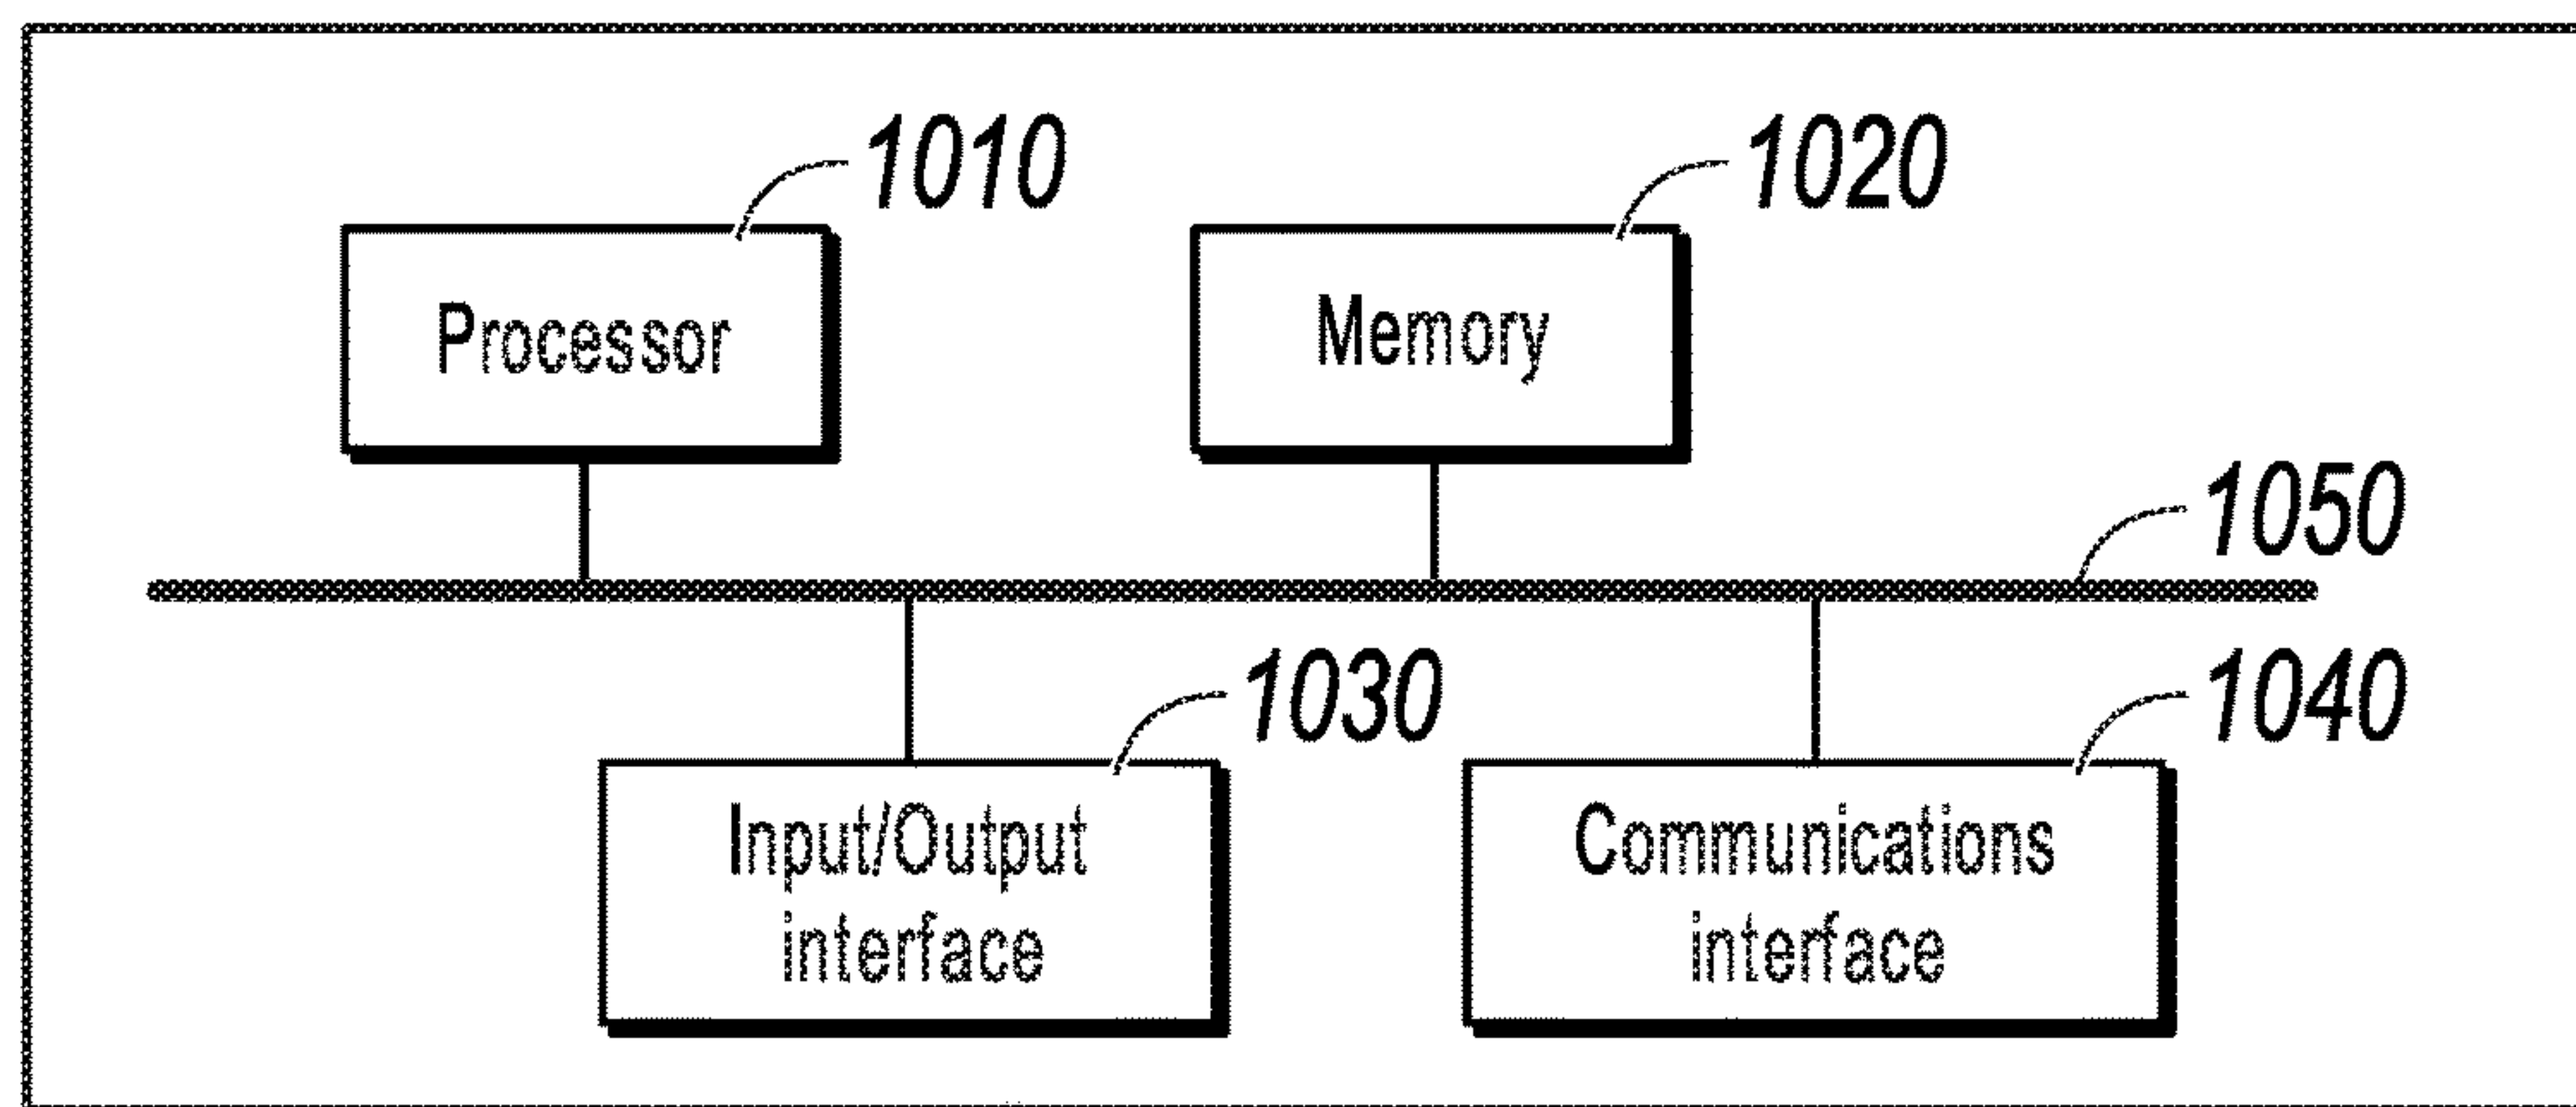 1010
1020
Processor
Memory
1050
1030
1040
Input/Output
interface
Communications
interface